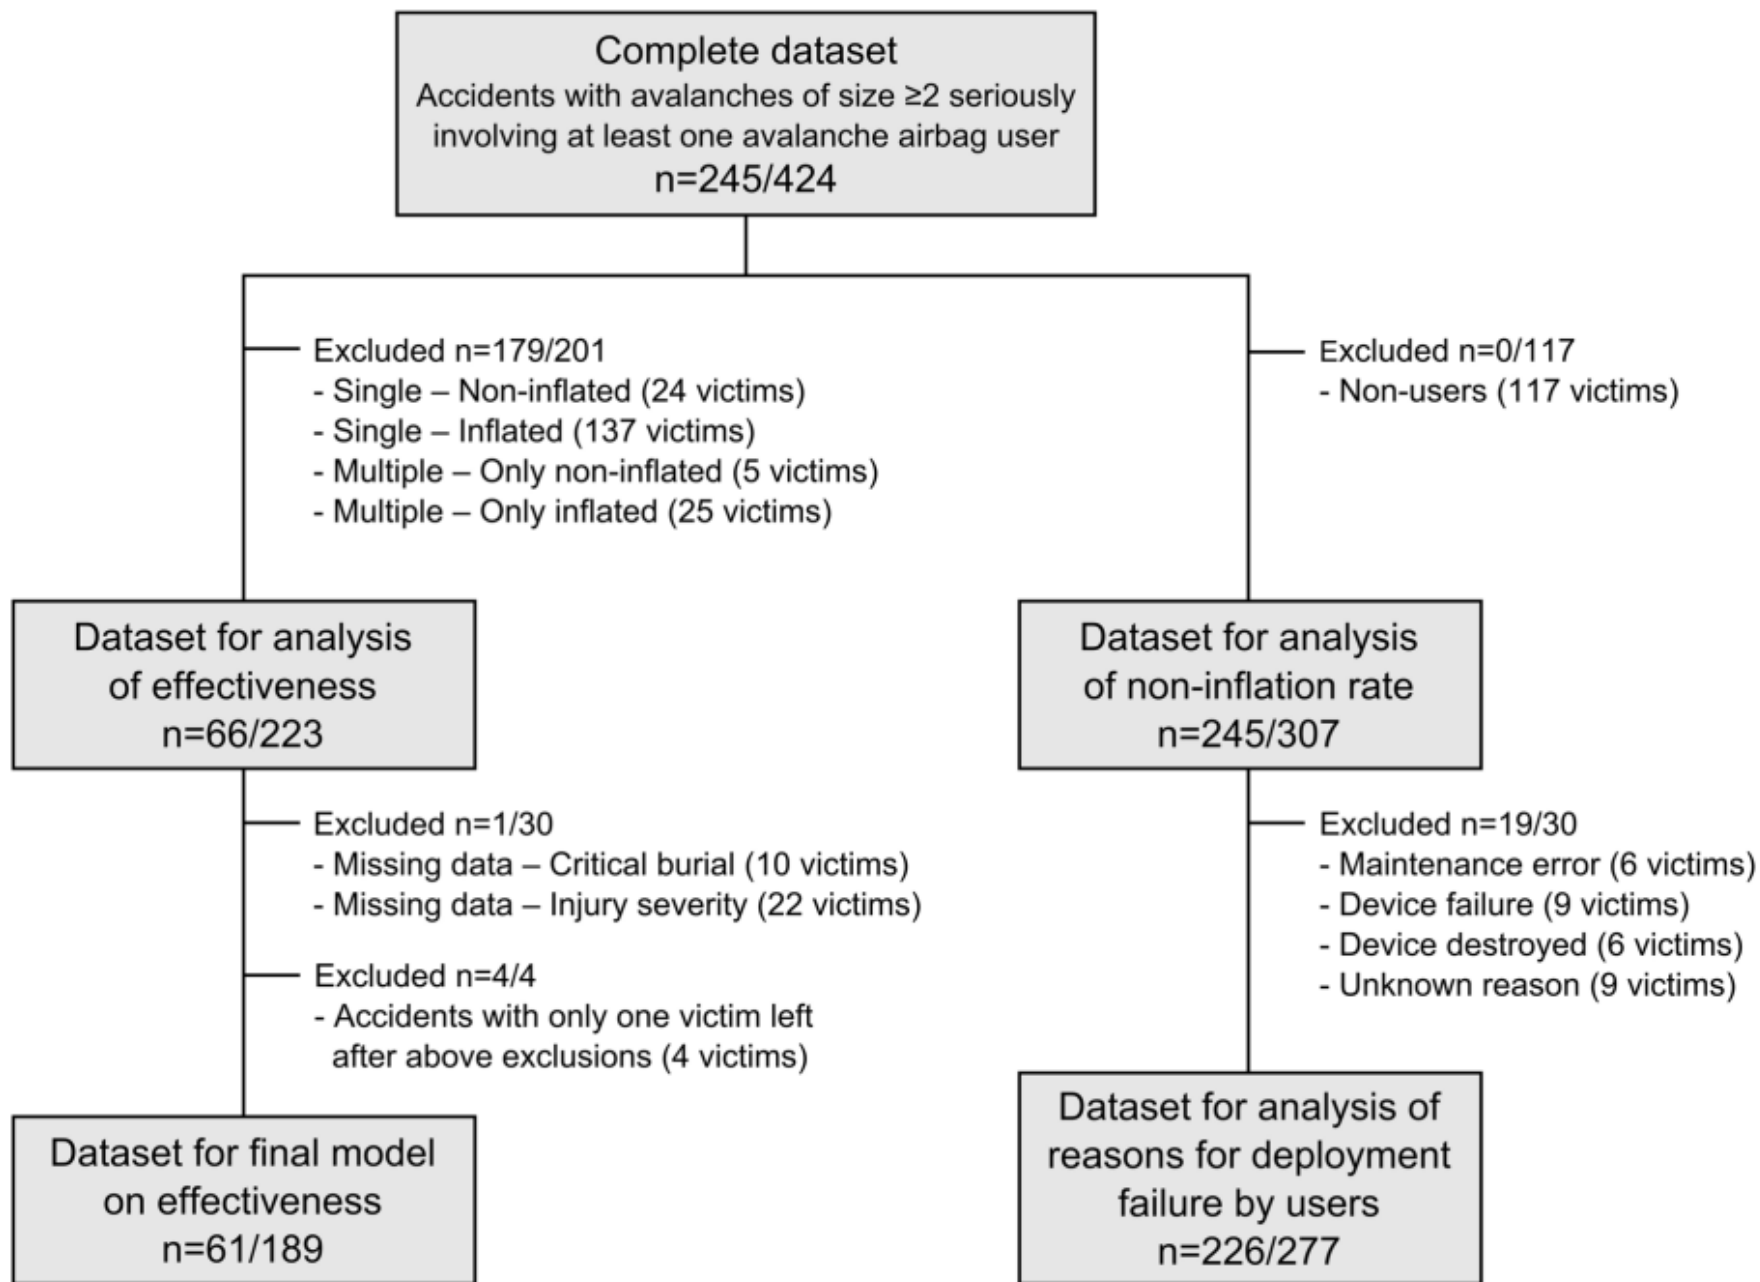 Complete dataset
Accidents with avalanches of size ≥2 seriously
involving at least one avalanche airbag user
n=245/424
Excluded n=179/201
- Single – Non-inflated (24 victims)
- Single – Inflated (137 victims)
- Multiple – Only non-inflated (5 victims)
- Multiple – Only inflated (25 victims)
Excluded n=0/117
- Non-users (117 victims)
Dataset for analysis
of effectiveness
n=66/223
Dataset for analysis
of non-inflation rate
n=245/307
Excluded n=1/30
- Missing data – Critical burial (10 victims)
- Missing data – Injury severity (22 victims)
Excluded n=4/4
- Accidents with only one victim left
after above exclusions (4 victims)
Excluded n=19/30
- Maintenance error (6 victims)
- Device failure (9 victims)
- Device destroyed (6 victims)
- Unknown reason (9 victims)
Dataset for final model
on effectiveness
n=61/189
Dataset for analysis of
reasons for deployment
failure by users
n=226/277